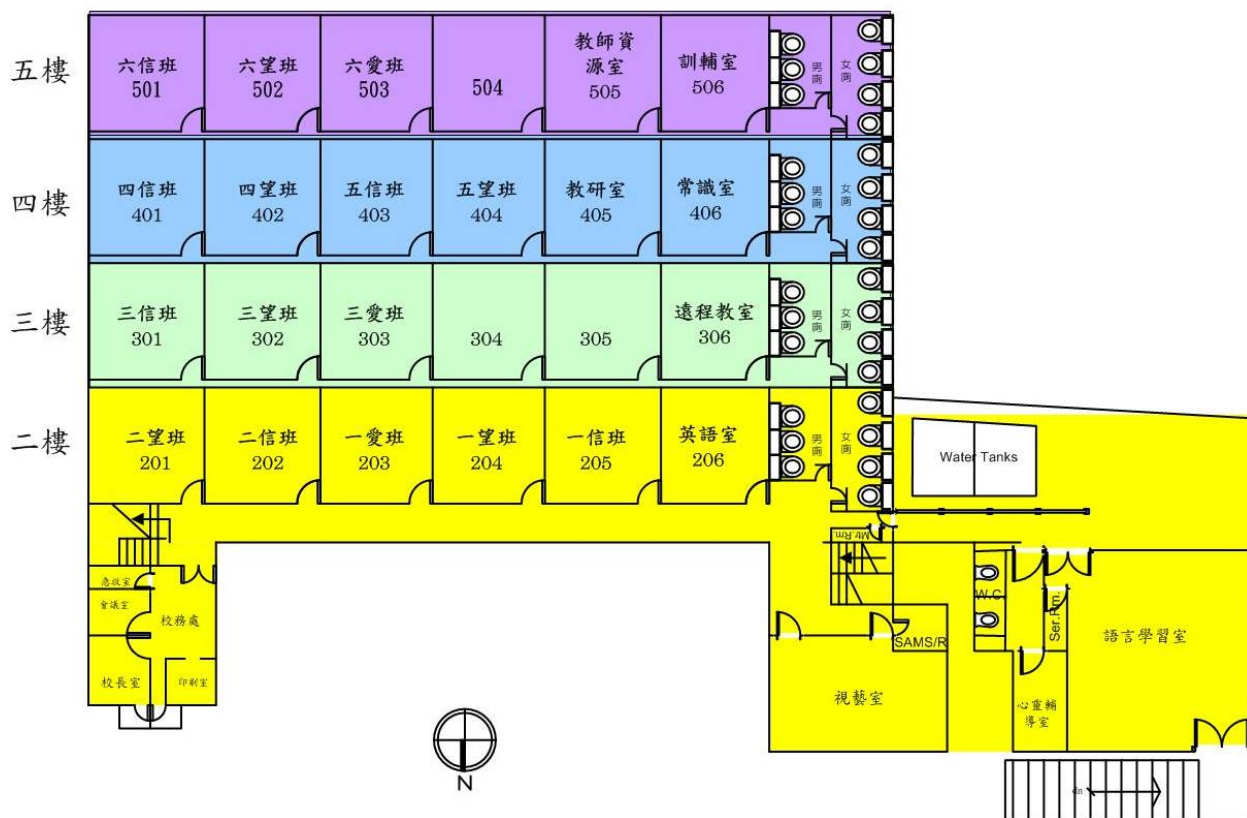 五樓
六信班
501
六望班
502
六愛班
503
504
教師資
源室
505
訓輔室
506
男廁
女廁
四樓
四信班
401
四望班
402
五信班
403
五望班
404
教研室
405
常識室
406
男廁
女廁
三樓
三信班
301
三望班
302
三愛班
303
304
305
遠程教室
306
男廁
女廁
二樓
二望班
201
二信班
202
一愛班
203
一望班
204
一信班
205
英語室
206
男廁
女廁
Water Tanks
Mtr.Rm.
急救室
會議室
校務處
校長室
印刷室
W.C
Ser.Rm.
SAMS/R
語言學習室
視藝室
心靈輔
導室
N
dn